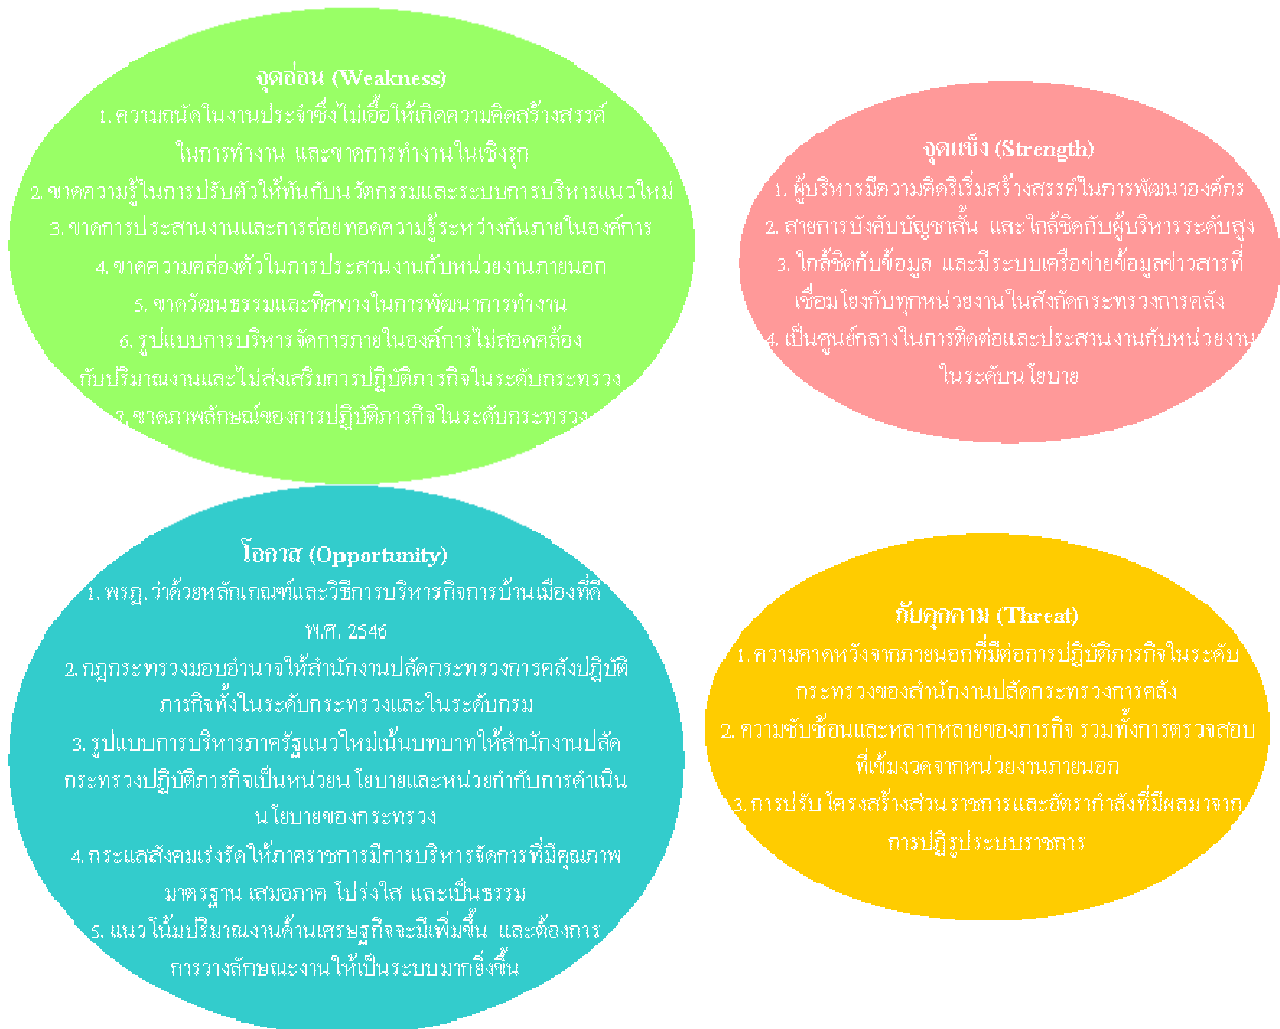 จุดอ่อน (Weakness)
1. ความถนัดในงานประจำซึ่งไม่เอื้อให้เกิดความคิดสร้างสรรค์
ในการทำงาน และขาดการทำงานในเชิงรุก
2. ขาดความรู้ในการปรับตัวให้ทันกับนวัตกรรมและระบบการบริหารแนวใหม่
3. ขาดการประสานงานและการถ่ายทอดความรู้ระหว่างกันภายในองค์การ
4. ขาดความคล่องตัวในการประสานงานกับหน่วยงานภายนอก
5. ขาดวัฒนธรรมและทิศทางในการพัฒนาการทำงาน
6. รูปแบบการบริหารจัดการภายในองค์การไม่สอดคล้อง
กับปริมาณงานและไม่ส่งเสริมการปฏิบัติภารกิจในระดับกระทรวง
7. ขาดภาพลักษณ์ของการปฏิบัติภารกิจในระดับกระทรวง
จุดแข็ง (Strength)
1. ผู้บริหารมีความคิดริเริ่มสร้างสรรค์ในการพัฒนาองค์กร
2. สายการบังคับบัญชาสั้น และใกล้ชิดกับผู้บริหารระดับสูง
3. ใกล้ชิดกับข้อมูล และมีระบบเครือข่ายข้อมูลข่าวสารที่
เชื่อมโยงกับทุกหน่วยงานในสังกัดกระทรวงการคลัง
4. เป็นศูนย์กลางในการติดต่อและประสานงานกับหน่วยงาน
ในระดับนโยบาย
โอกาส (Opportunity)
1. พรฎ. ว่าด้วยหลักเกณฑ์และวิธีการบริหารกิจการบ้านเมืองที่ดี
พ.ศ. 2546
2. กฎกระทรวงมอบอำนาจให้สำนักงานปลัดกระทรวงการคลังปฏิบัติ
ภารกิจทั้งในระดับกระทรวงและในระดับกรม
3. รูปแบบการบริหารภาครัฐแนวใหม่เน้นบทบาทให้สำนักงานปลัด
กระทรวงปฏิบัติภารกิจเป็นหน่วยนโยบายและหน่วยกำกับการดำเนิน
นโยบายของกระทรวง
4. กระแสสังคมเร่งรัดให้ภาคราชการมีการบริหารจัดการที่มีคุณภาพ
มาตรฐาน เสมอภาค โปร่งใส และเป็นธรรม
5. แนวโน้มปริมาณงานด้านเศรษฐกิจจะมีเพิ่มขึ้น และต้องการ
การวางลักษณะงานให้เป็นระบบมากยิ่งขึ้น
ภัยคุกคาม (Threat)
1. ความคาดหวังจากภายนอกที่มีต่อการปฏิบัติภารกิจในระดับ
กระทรวงของสำนักงานปลัดกระทรวงการคลัง
2. ความซับซ้อนและหลากหลายของภารกิจ รวมทั้งการตรวจสอบ
ที่เข้มงวดจากหน่วยงานภายนอก
3. การปรับโครงสร้างส่วนราชการและอัตรากำลังที่มีผลมาจาก
การปฏิรูประบบราชการ